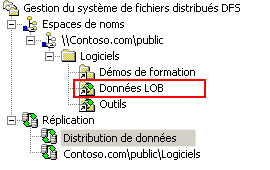 Gestion du système de fichiers distribués DFS
Espaces de noms
\\Contoso.com\public
Logiciels
Démos de formation
Données LOB
Outils
Réplication
Distribution de données
Contoso.com\public\Logiciels